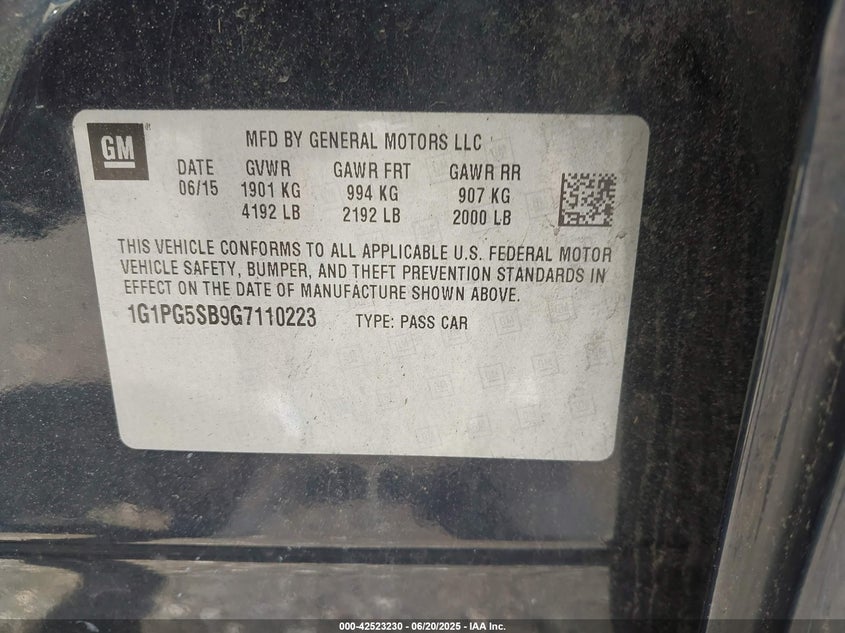 GM
MFD BY GENERAL MOTORS LLC
DATE GVWR GAWR FRT GAWR RR
06/15 1901 KG 994 KG 907 KG
4192 LB 2192 LB 2000 LB
THIS VEHICLE CONFORMS TO ALL APPLICABLE U.S. FEDERAL MOTOR
VEHICLE SAFETY, BUMPER, AND THEFT PREVENTION STANDARDS IN
EFFECT ON THE DATE OF MANUFACTURE SHOWN ABOVE.
1G1PG5SB9G7110223 TYPE: PASS CAR
000-42523230 - 06/20/2025 - IAA Inc.